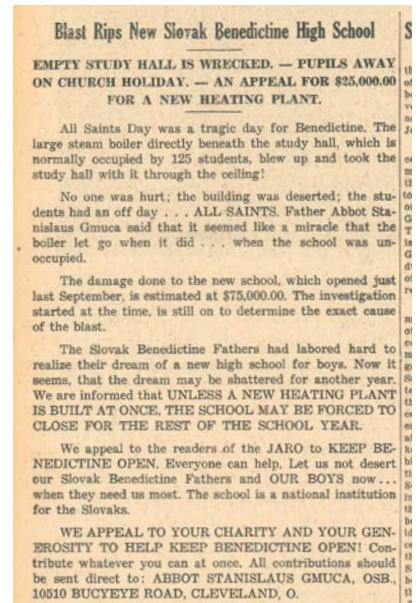 Blast Rips New Slovak Benedictine High School
EMPTY STUDY HALL IS WRECKED. — PUPILS AWAY
ON CHURCH HOLIDAY. — AN APPEAL FOR $25,000.00
FOR A NEW HEATING PLANT.
All Saints Day was a tragic day for Benedictine. The
large steam boiler directly beneath the study hall, which is
normally occupied by 125 students, blew up and took the
study hall with it through the ceiling!
No one was hurt; the building was deserted; the stu-
dents had an off day . . . ALL SAINTS. Father Abbot Sta-
nislaus Gmuca said that it seemed like a miracle that the
boiler let go when it did . . . when the school was un-
occupied.
The damage done to the new school, which opened just
last September, is estimated at $75,000.00. The investigation
started at the time, is still on to determine the exact cause
of the blast.
The Slovak Benedictine Fathers had labored hard to
realize their dream of a new high school for boys. Now it
seems, that the dream may be shattered for another year.
We are informed that UNLESS A NEW HEATING PLANT
IS BUILT AT ONCE, THE SCHOOL MAY BE FORCED TO
CLOSE FOR THE REST OF THE SCHOOL YEAR.
We appeal to the readers of the JARO to KEEP BE-
NEDICTINE OPEN. Everyone can help. Let us not desert
our Slovak Benedictine Fathers and OUR BOYS now . . .
when they need us most. The school is a national institution
for the Slovaks.
WE APPEAL TO YOUR CHARITY AND YOUR GEN-
EROSITY TO HELP KEEP BENEDICTINE OPEN! Con-
tribute whatever you can at once. All contributions should
be sent direct to: ABBOT STANISLAUS GMUCA, OSB.,
10510 BUCYEYE ROAD, CLEVELAND, O.